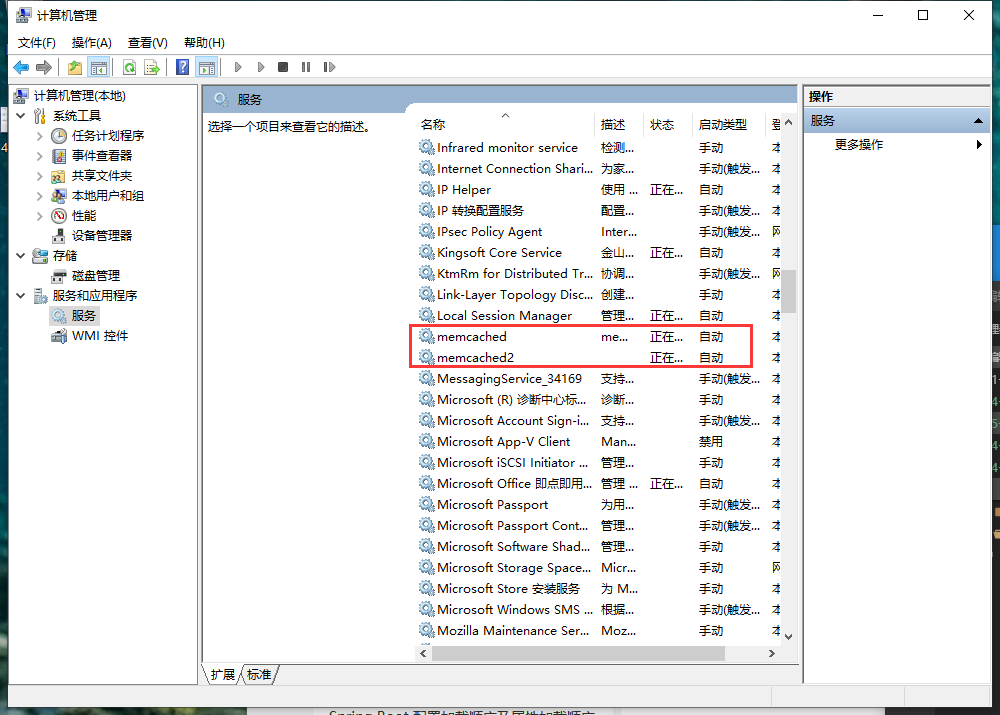 计算机管理
文件(F) 操作(A) 查看(V) 帮助(H)
计算机管理(本地)
系统工具
任务计划程序
事件查看器
共享文件夹
本地用户和组
性能
设备管理器
存储
磁盘管理
服务和应用程序
服务
WMI 控件
服务
选择一个项目来查看它的描述。
名称 描述 状态 启动类型 登
Infrared monitor service 检测... 手动 本
Internet Connection Shari... 为家... 手动(触发... 本
IP Helper 使用 ... 正在... 自动 本
IP 转换配置服务 配置... 手动(触发... 本
IPsec Policy Agent Inter... 手动(触发... 网
Kingsoft Core Service 金山... 正在... 自动 本
KtmRm for Distributed Tr... 协调... 手动(触发... 网
Link-Layer Topology Disc... 创建... 手动 本
Local Session Manager 管理... 正在... 自动 本
memcached me... 正在... 自动 本
memcached2 正在... 自动 本
MessagingService_34169 支持... 手动(触发... 本
Microsoft (R) 诊断中心标... 诊断... 手动 本
Microsoft Account Sign-i... 支持... 手动(触发... 本
Microsoft App-V Client Man... 禁用 本
Microsoft iSCSI Initiator ... 管理... 手动 本
Microsoft Office 即点即用... 管理 ... 正在... 自动 本
Microsoft Passport 为用... 手动(触发... 本
Microsoft Passport Cont... 管理... 手动(触发... 本
Microsoft Software Shad... 管理... 手动 本
Microsoft Storage Space... Micr... 手动 网
Microsoft Store 安装服务 为 M... 手动 本
Microsoft Windows SMS ... 根据... 手动(触发... 本
Mozilla Maintenance Ser... Moz... 手动 本
扩展 标准
操作
服务
更多操作
Spring Boot 配置加载顺序及属性加载顺序